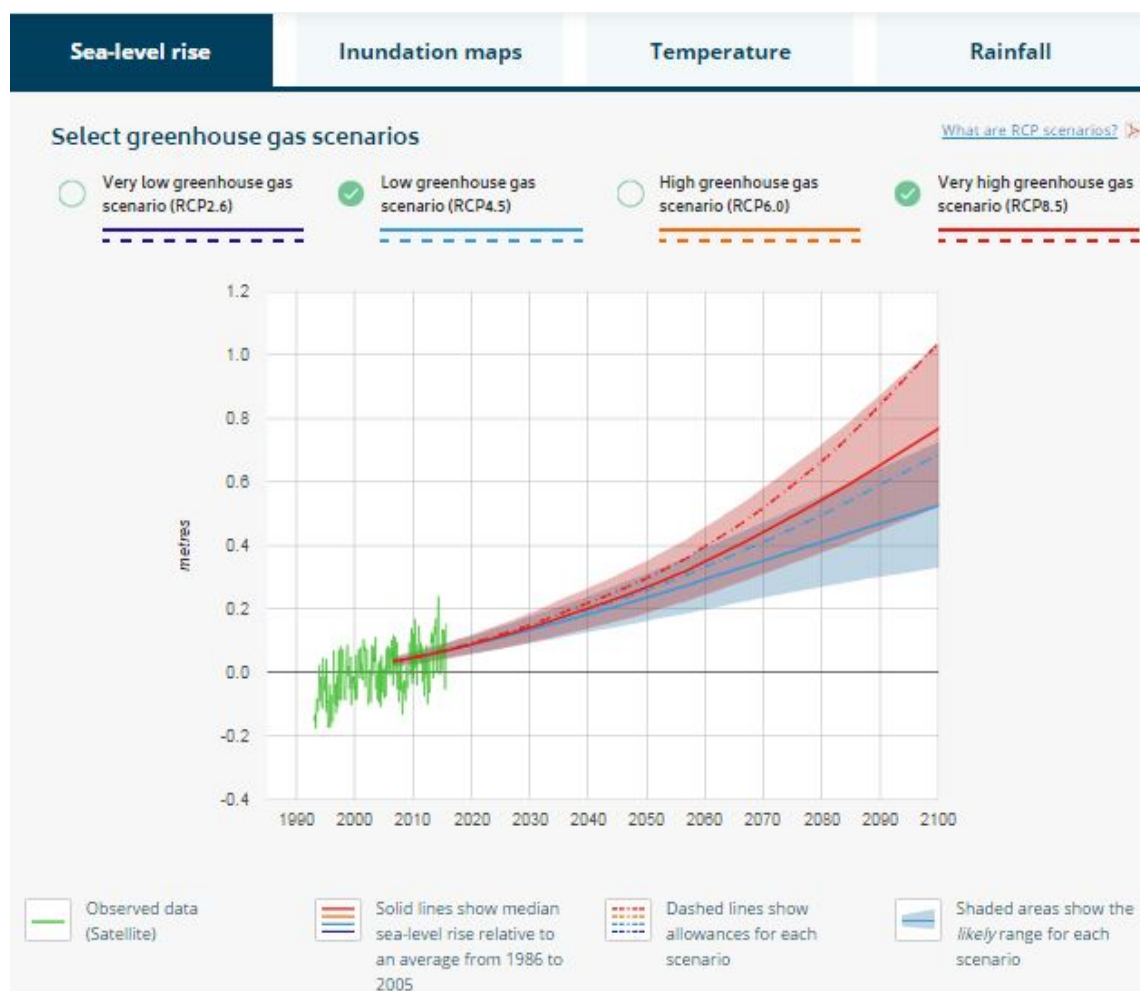 Sea-level rise
Inundation maps
Temperature
Rainfall
Select greenhouse gas scenarios
What are RCP scenarios?
Very low greenhouse gas
scenario (RCP2.6)
Low greenhouse gas
scenario (RCP4.5)
High greenhouse gas
scenario (RCP6.0)
Very high greenhouse gas
scenario (RCP8.5)
1.2
1.0
0.8
0.6
0.4
0.2
0.0
-0.2
-0.4
metres
1990 2000 2010 2020 2030 2040 2050 2060 2070 2080 2090 2100
Observed data
(Satellite)
Solid lines show median
sea-level rise relative to
an average from 1986 to
2005
Dashed lines show
allowances for each
scenario
Shaded areas show the
likely range for each
scenario